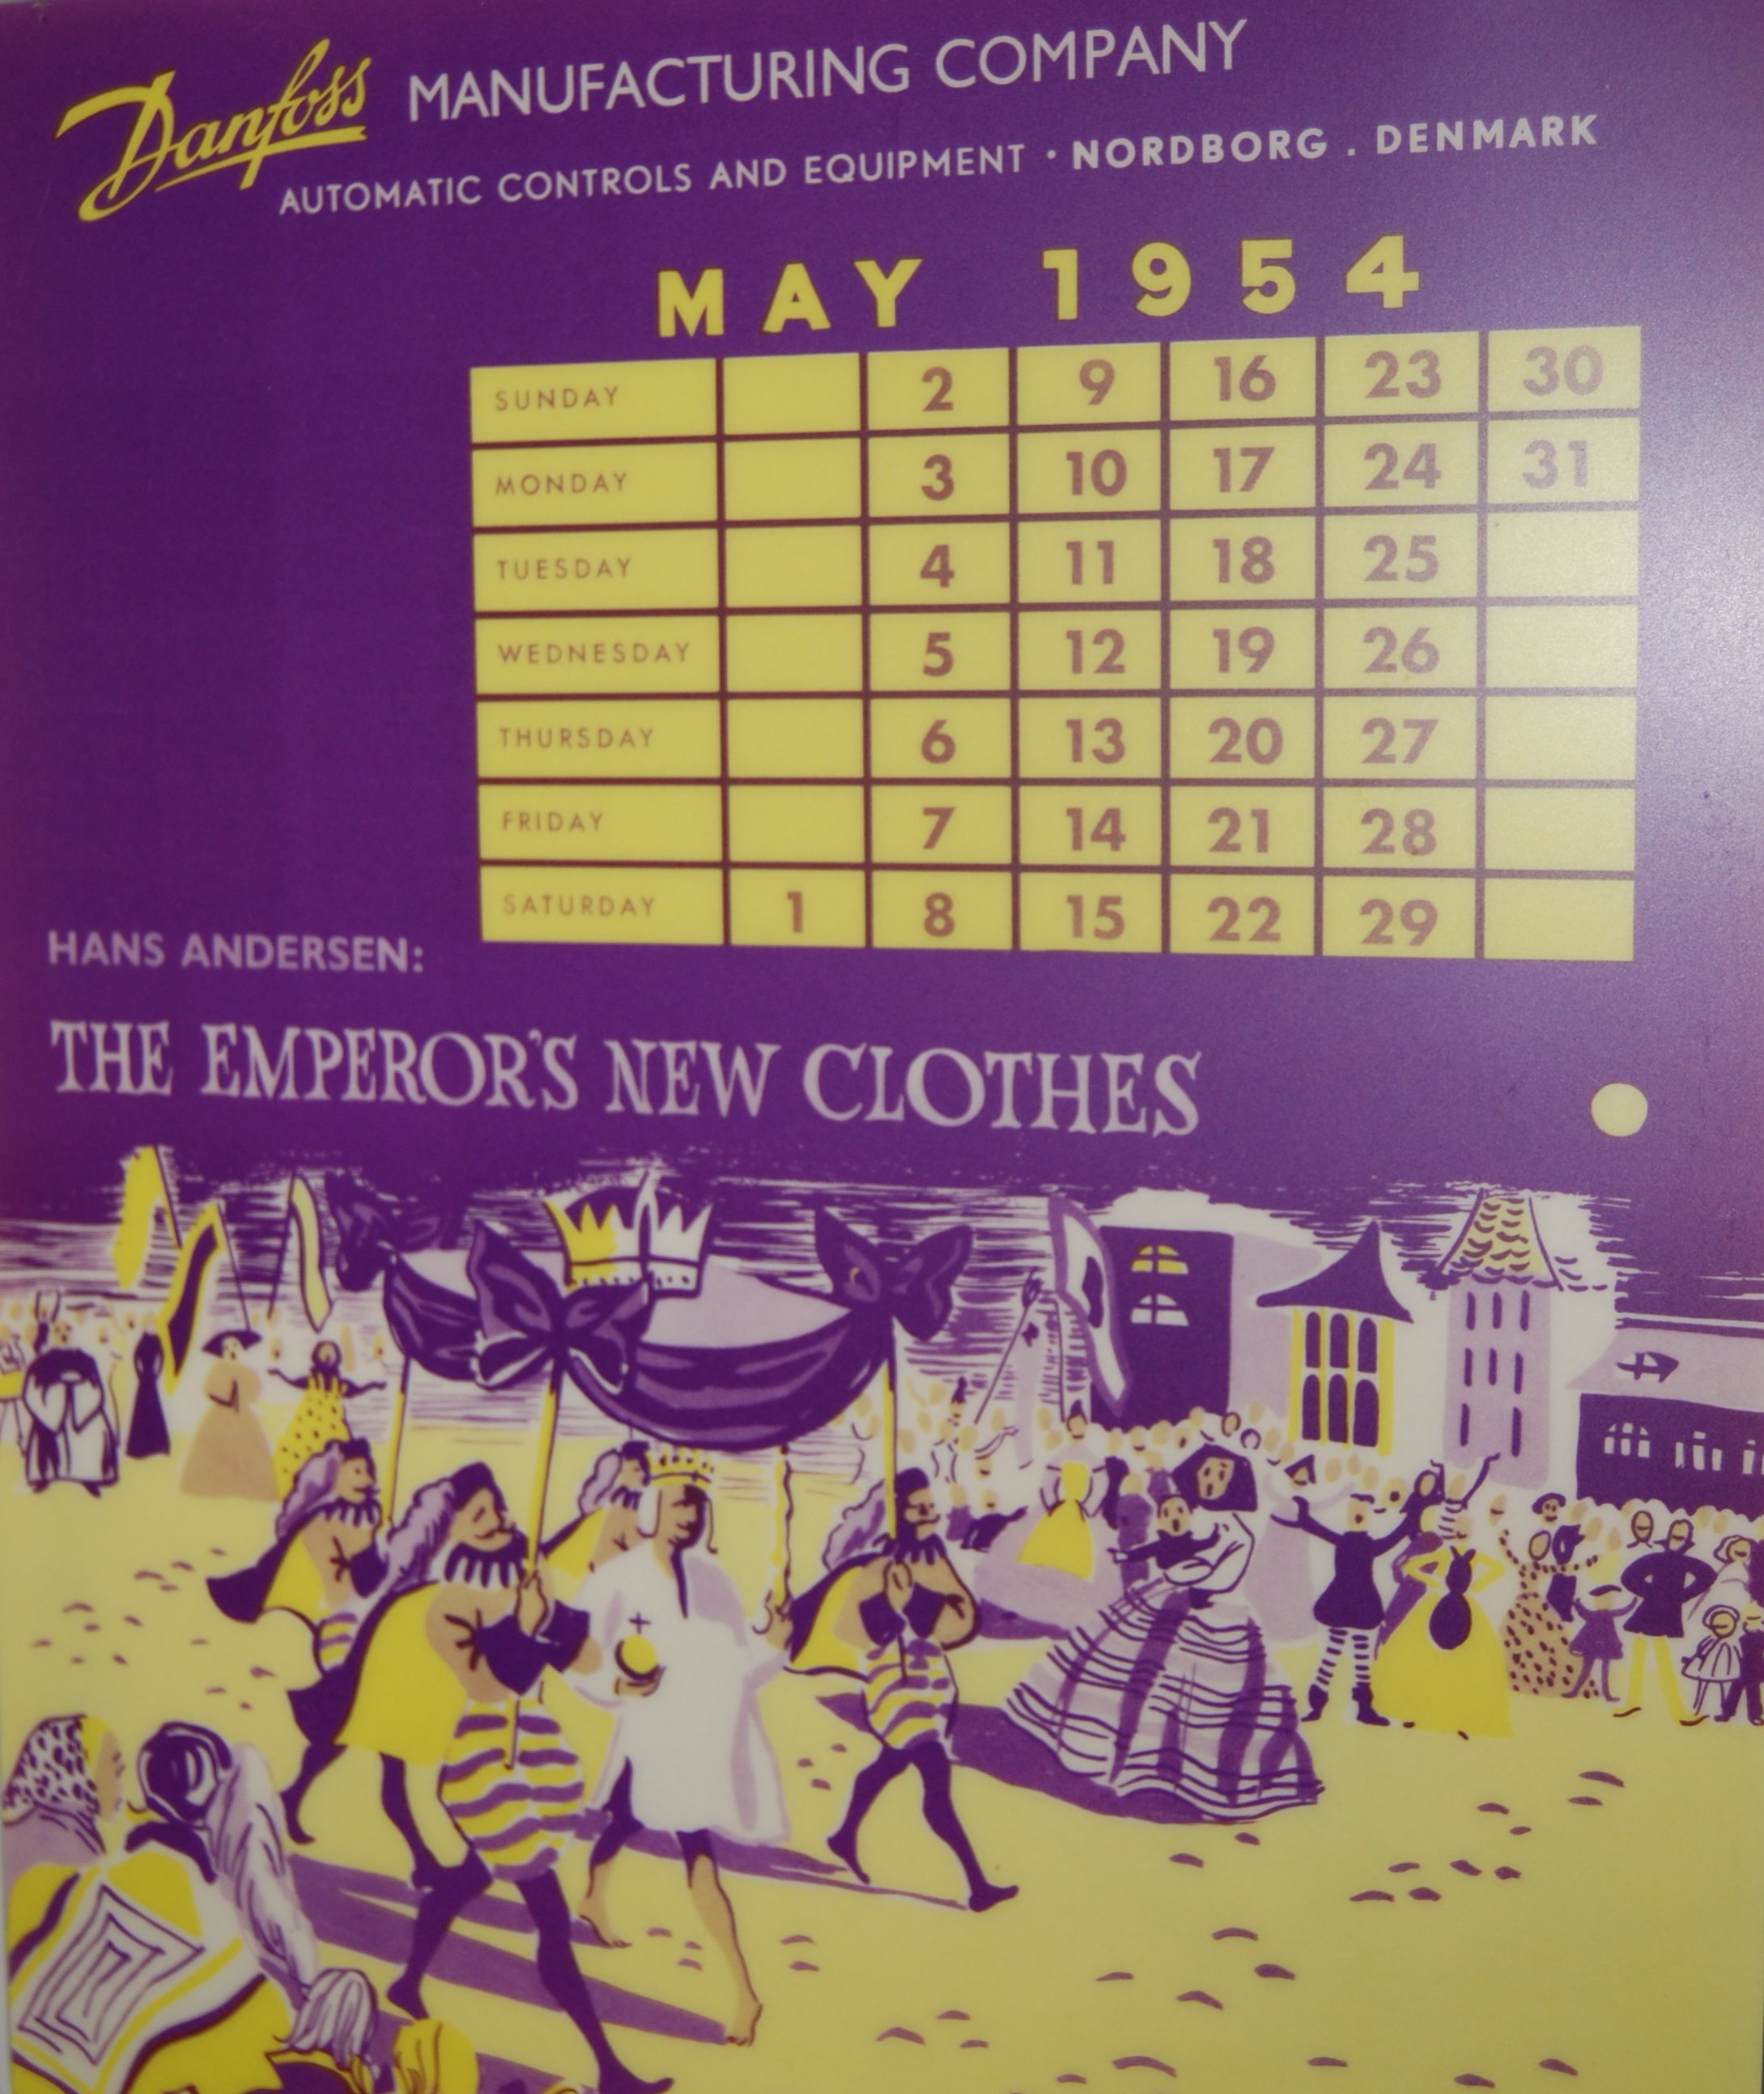 Danfoss MANUFACTURING COMPANY
AUTOMATIC CONTROLS AND EQUIPMENT · NORDBORG . DENMARK
MAY 1954
SUNDAY 2 9 16 23 30
MONDAY 3 10 17 24 31
TUESDAY 4 11 18 25
WEDNESDAY 5 12 19 26
THURSDAY 6 13 20 27
FRIDAY 7 14 21 28
SATURDAY 1 8 15 22 29
HANS ANDERSEN:
THE EMPEROR'S NEW CLOTHES